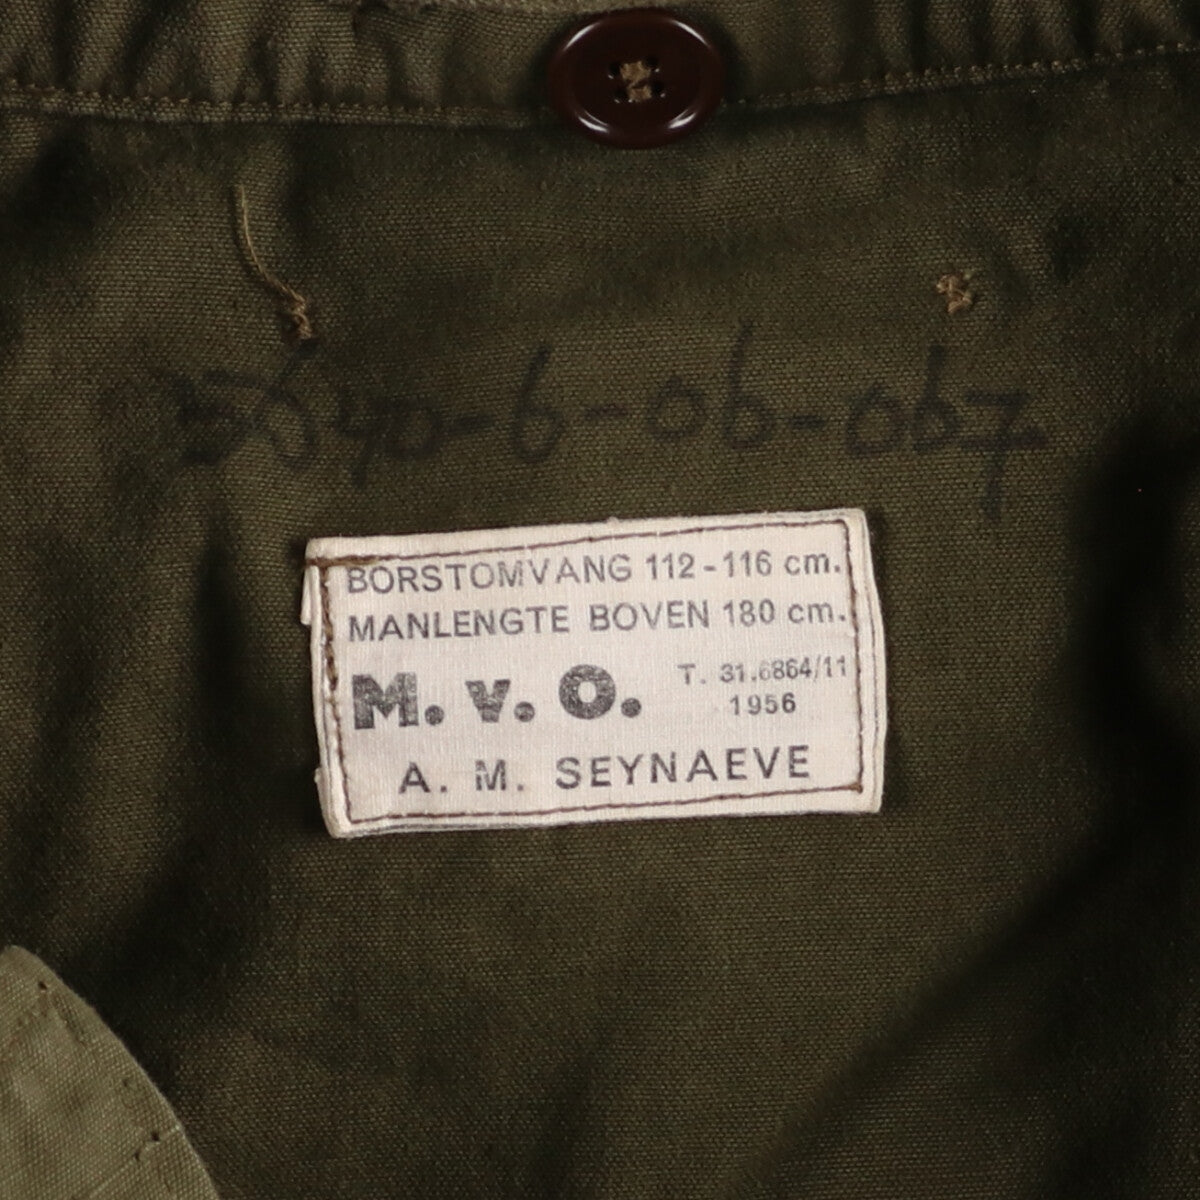 -6-06-067
BORSTOMVANG 112-116 cm.
MANLENGTE BOVEN 180 cm.
M. v. O. T. 31.6864/11
1956
A. M. SEYNAEVE